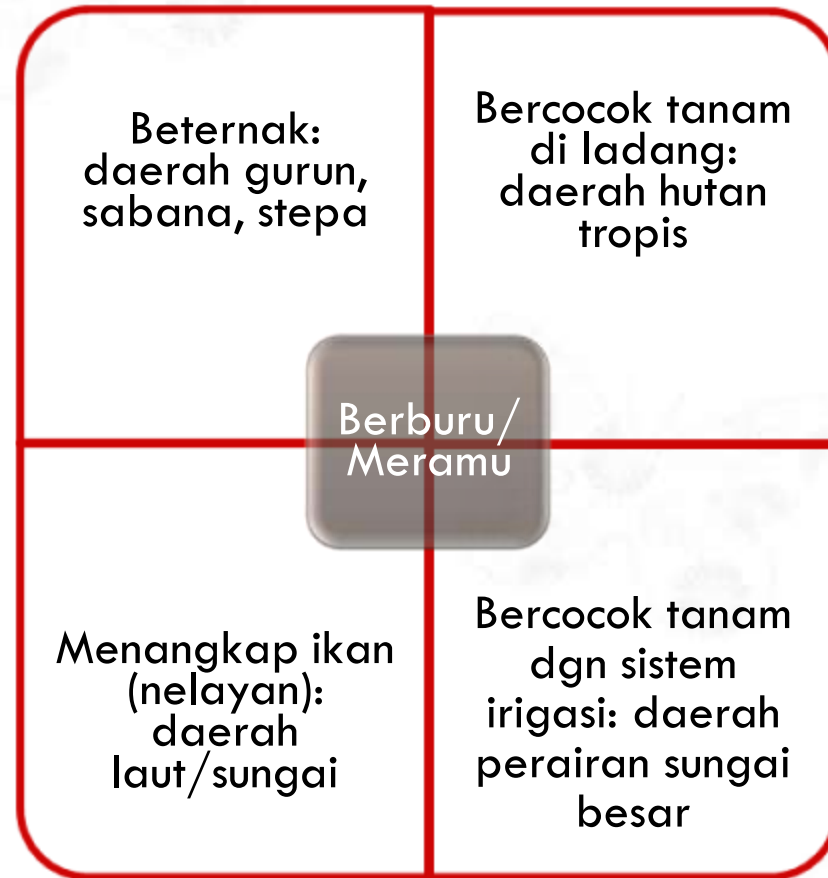 Beternak:
daerah gurun,
sabana, stepa
Bercocok tanam
di ladang:
daerah hutan
tropis
Berburu/
Meramu
Menangkap ikan
(nelayan):
daerah
laut/sungai
Bercocok tanam
dgn sistem
irigasi: daerah
perairan sungai
besar